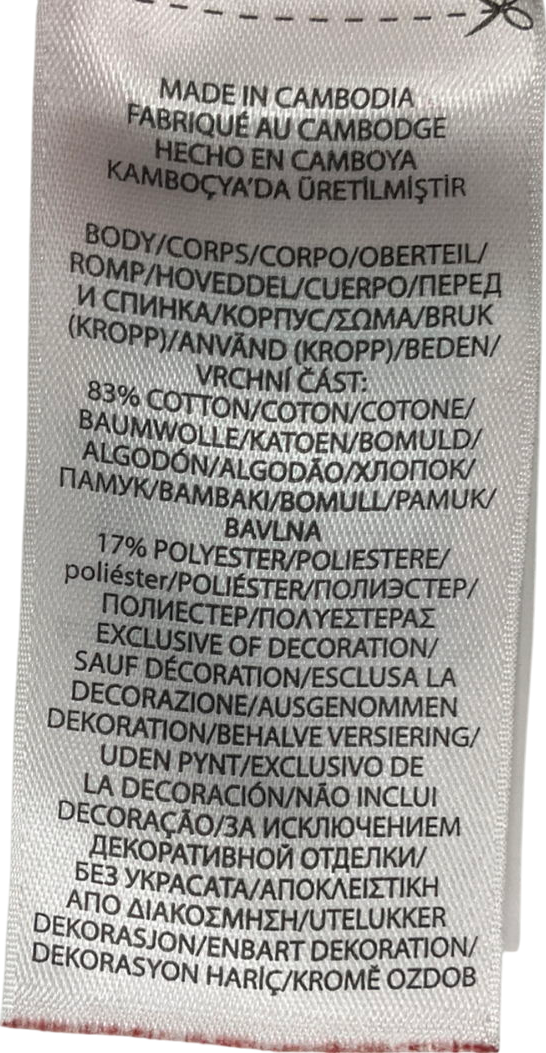 MADE IN CAMBODIA
FABRIQUÉ AU CAMBODGE
HECHO EN CAMBOYA
KAMBOÇYA'DA ÜRETİLMİŞTİR
BODY/CORPS/CORPO/OBERTEIL/
ROMP/HOVEDDEL/CUERPO/ПЕРЕД
И СПИНКА/КОРПУС/ΣΩΜΑ/BRUK
(KROPP)/ANVÄND (KROPP)/BEDEN/
VRCHNÍ ČÁST:
83% COTTON/COTON/COTONE/
BAUMWOLLE/KATOEN/BOMULD/
ALGODÓN/ALGODÃO/ХЛОПОК/
ПАМУК/ΒΑΜΒΑΚΙ/BOMULL/PAMUK/
BAVLNA
17% POLYESTER/POLIESTERE/
poliéster/POLIÉSTER/ПОЛИЭСТЕР/
ПОЛИЕСТЕР/ΠΟΛΥΕΣΤΕΡΑΣ
EXCLUSIVE OF DECORATION/
SAUF DÉCORATION/ESCLUSA LA
DECORAZIONE/AUSGENOMMEN
DEKORATION/BEHALVE VERSIERING/
UDEN PYNT/EXCLUSIVO DE
LA DECORACIÓN/NÃO INCLUI
DECORAÇÃO/ЗА ИСКЛЮЧЕНИЕМ
ДЕКОРАТИВНОЙ ОТДЕЛКИ/
БЕЗ УКРАСАТА/ΑΠΟΚΛΕΙΣΤΙΚΗ
ΑΠΟ ΔΙΑΚΟΣΜΗΣΗ/UTELUKKER
DEKORASJON/ENBART DEKORATION/
DEKORASYON HARİÇ/KROMĚ OZDOB